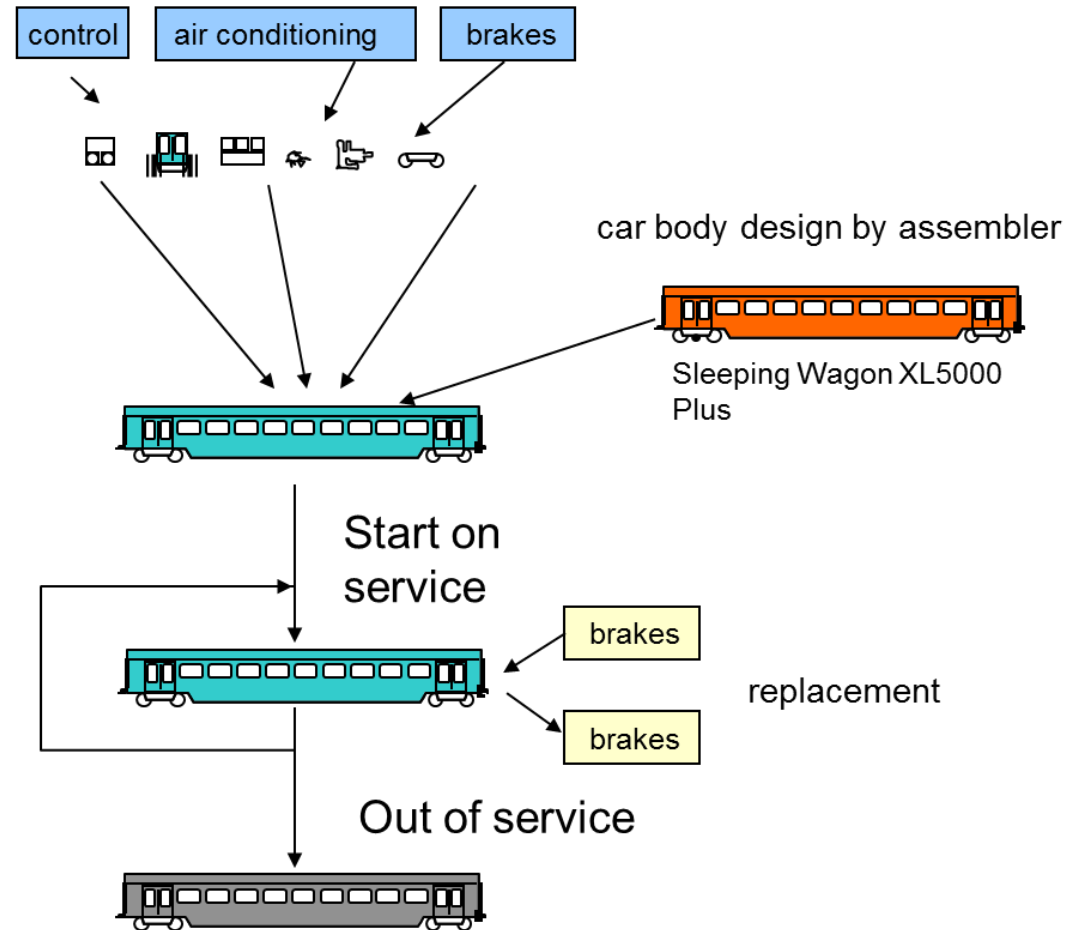 control
air conditioning
brakes
car body design by assembler
Sleeping Wagon XL5000
Plus
Start on
service
brakes
replacement
brakes
Out of service